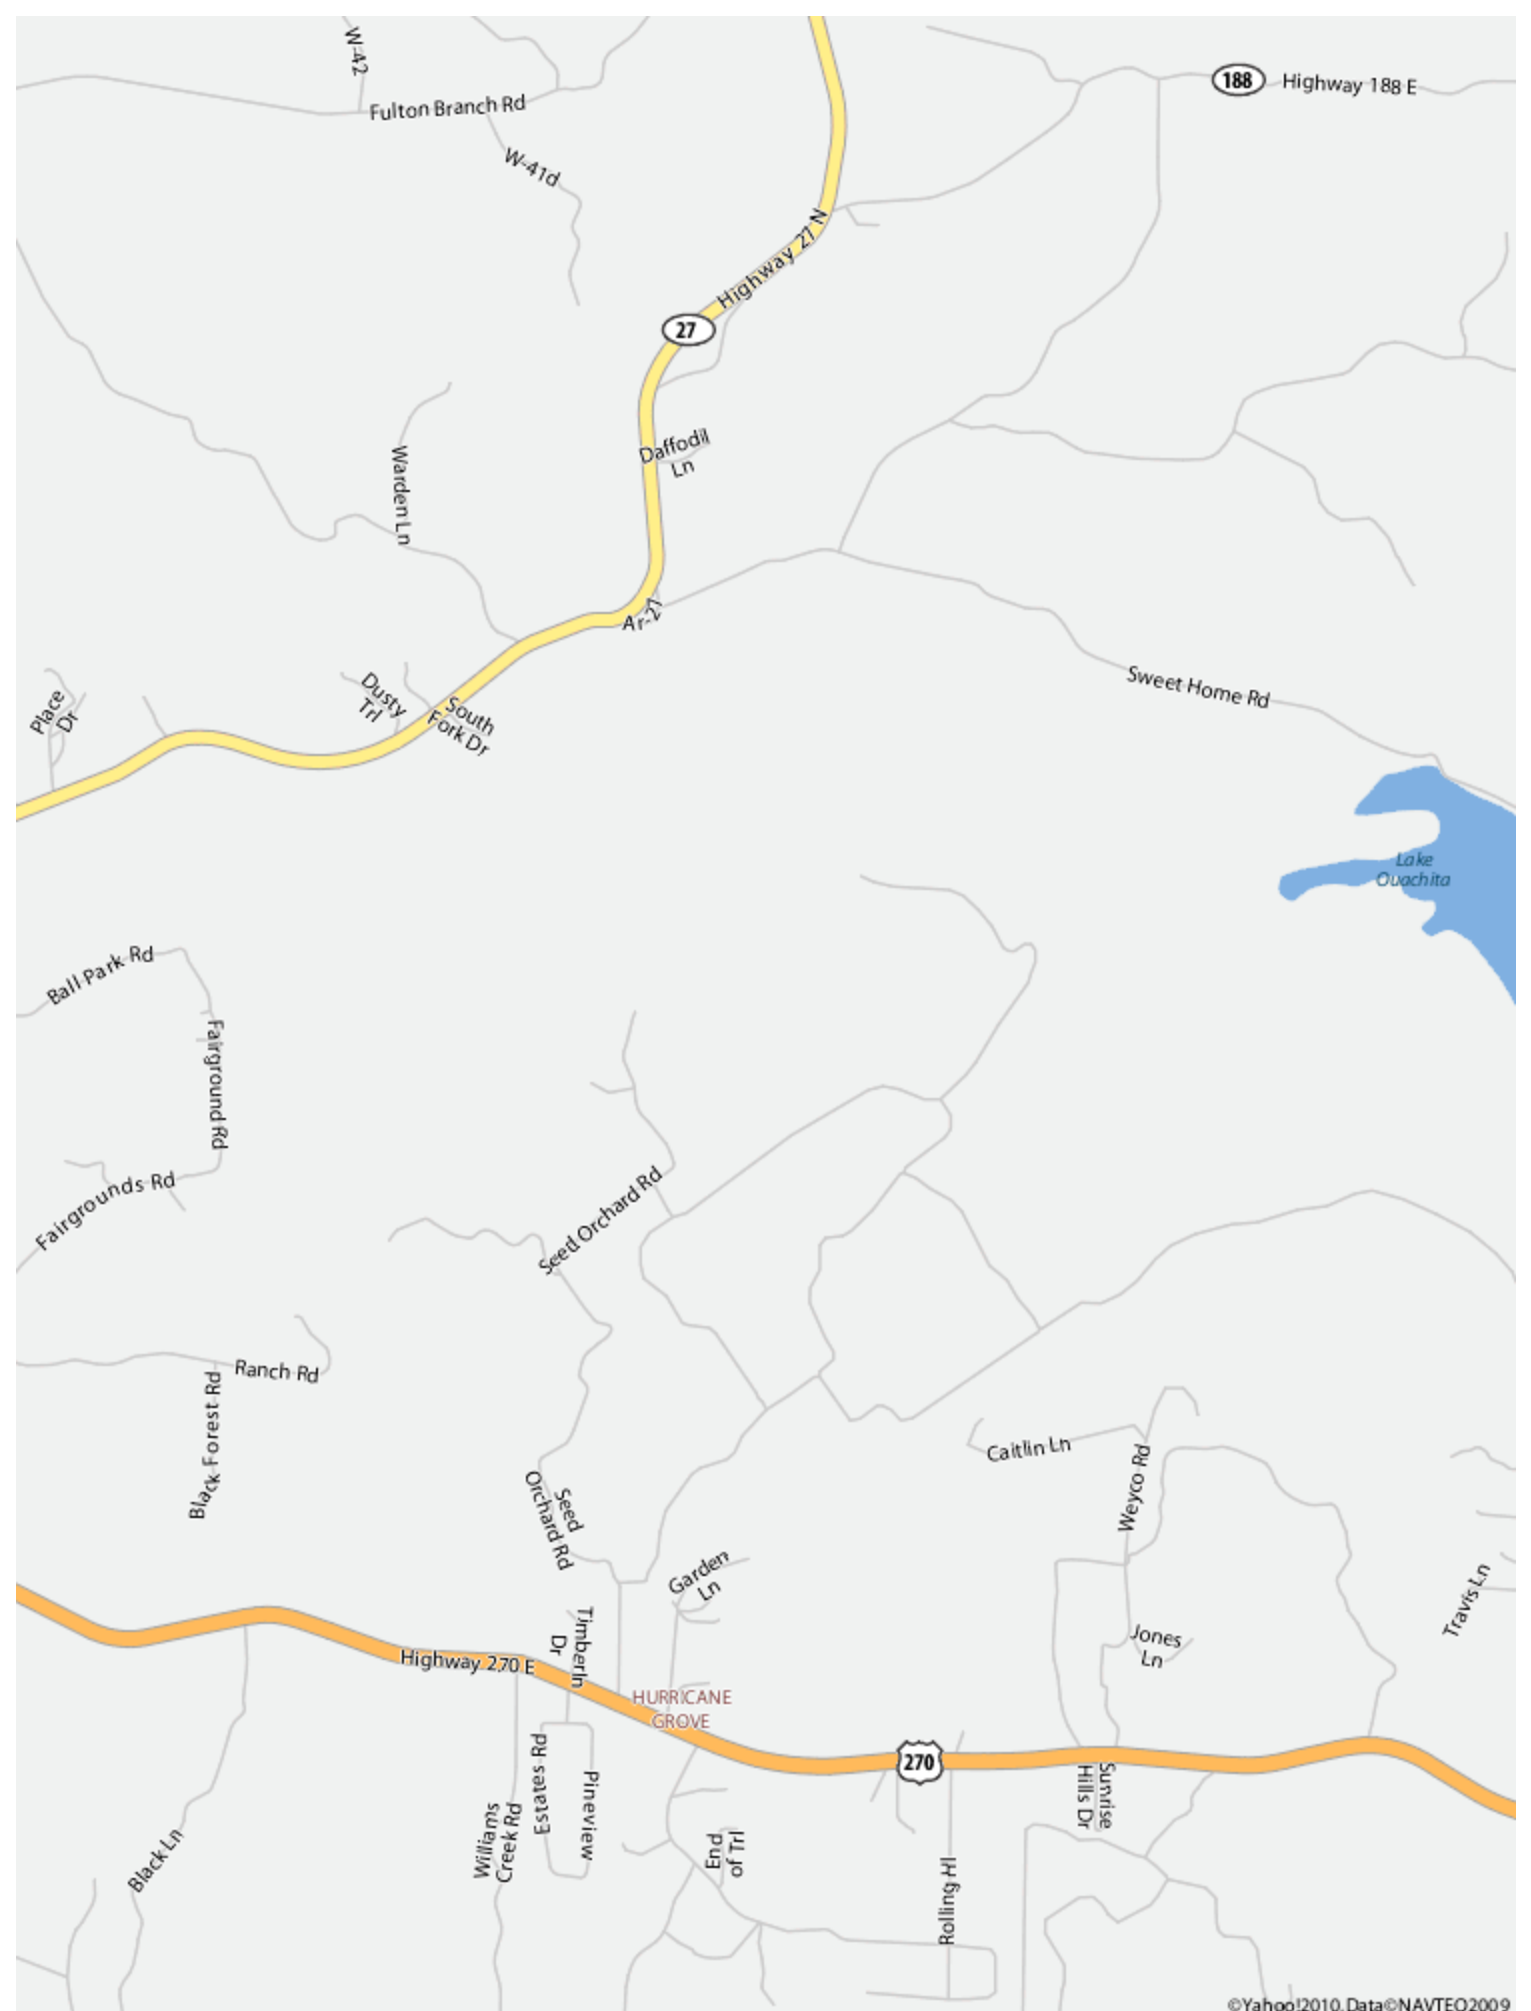 W-42
188
Highway 188 E
Fulton Branch Rd
W-41d
Highway 27 N
27
Daffodil
Ln
Warden Ln
Ar-27
Sweet Home Rd
Place
Dr
Dusty
Trl
South
Fork Dr
Lake
Ouachita
Ball Park Rd
Fairground Rd
Fairgrounds Rd
Seed Orchard Rd
Ranch Rd
Black Forest Rd
Caitlin Ln
Weyco Rd
Seed
Orchard Rd
Garden
Ln
Travis Ln
Timberln
Dr
Jones
Ln
Highway 270 E
HURRICANE
GROVE
270
Estates Rd
Pineview
Sunrise
Hills Dr
Williams
Creek Rd
End
of Trl
Black Ln
Rolling Hl
©Yahoo!2010,Data©NAVTEQ2009